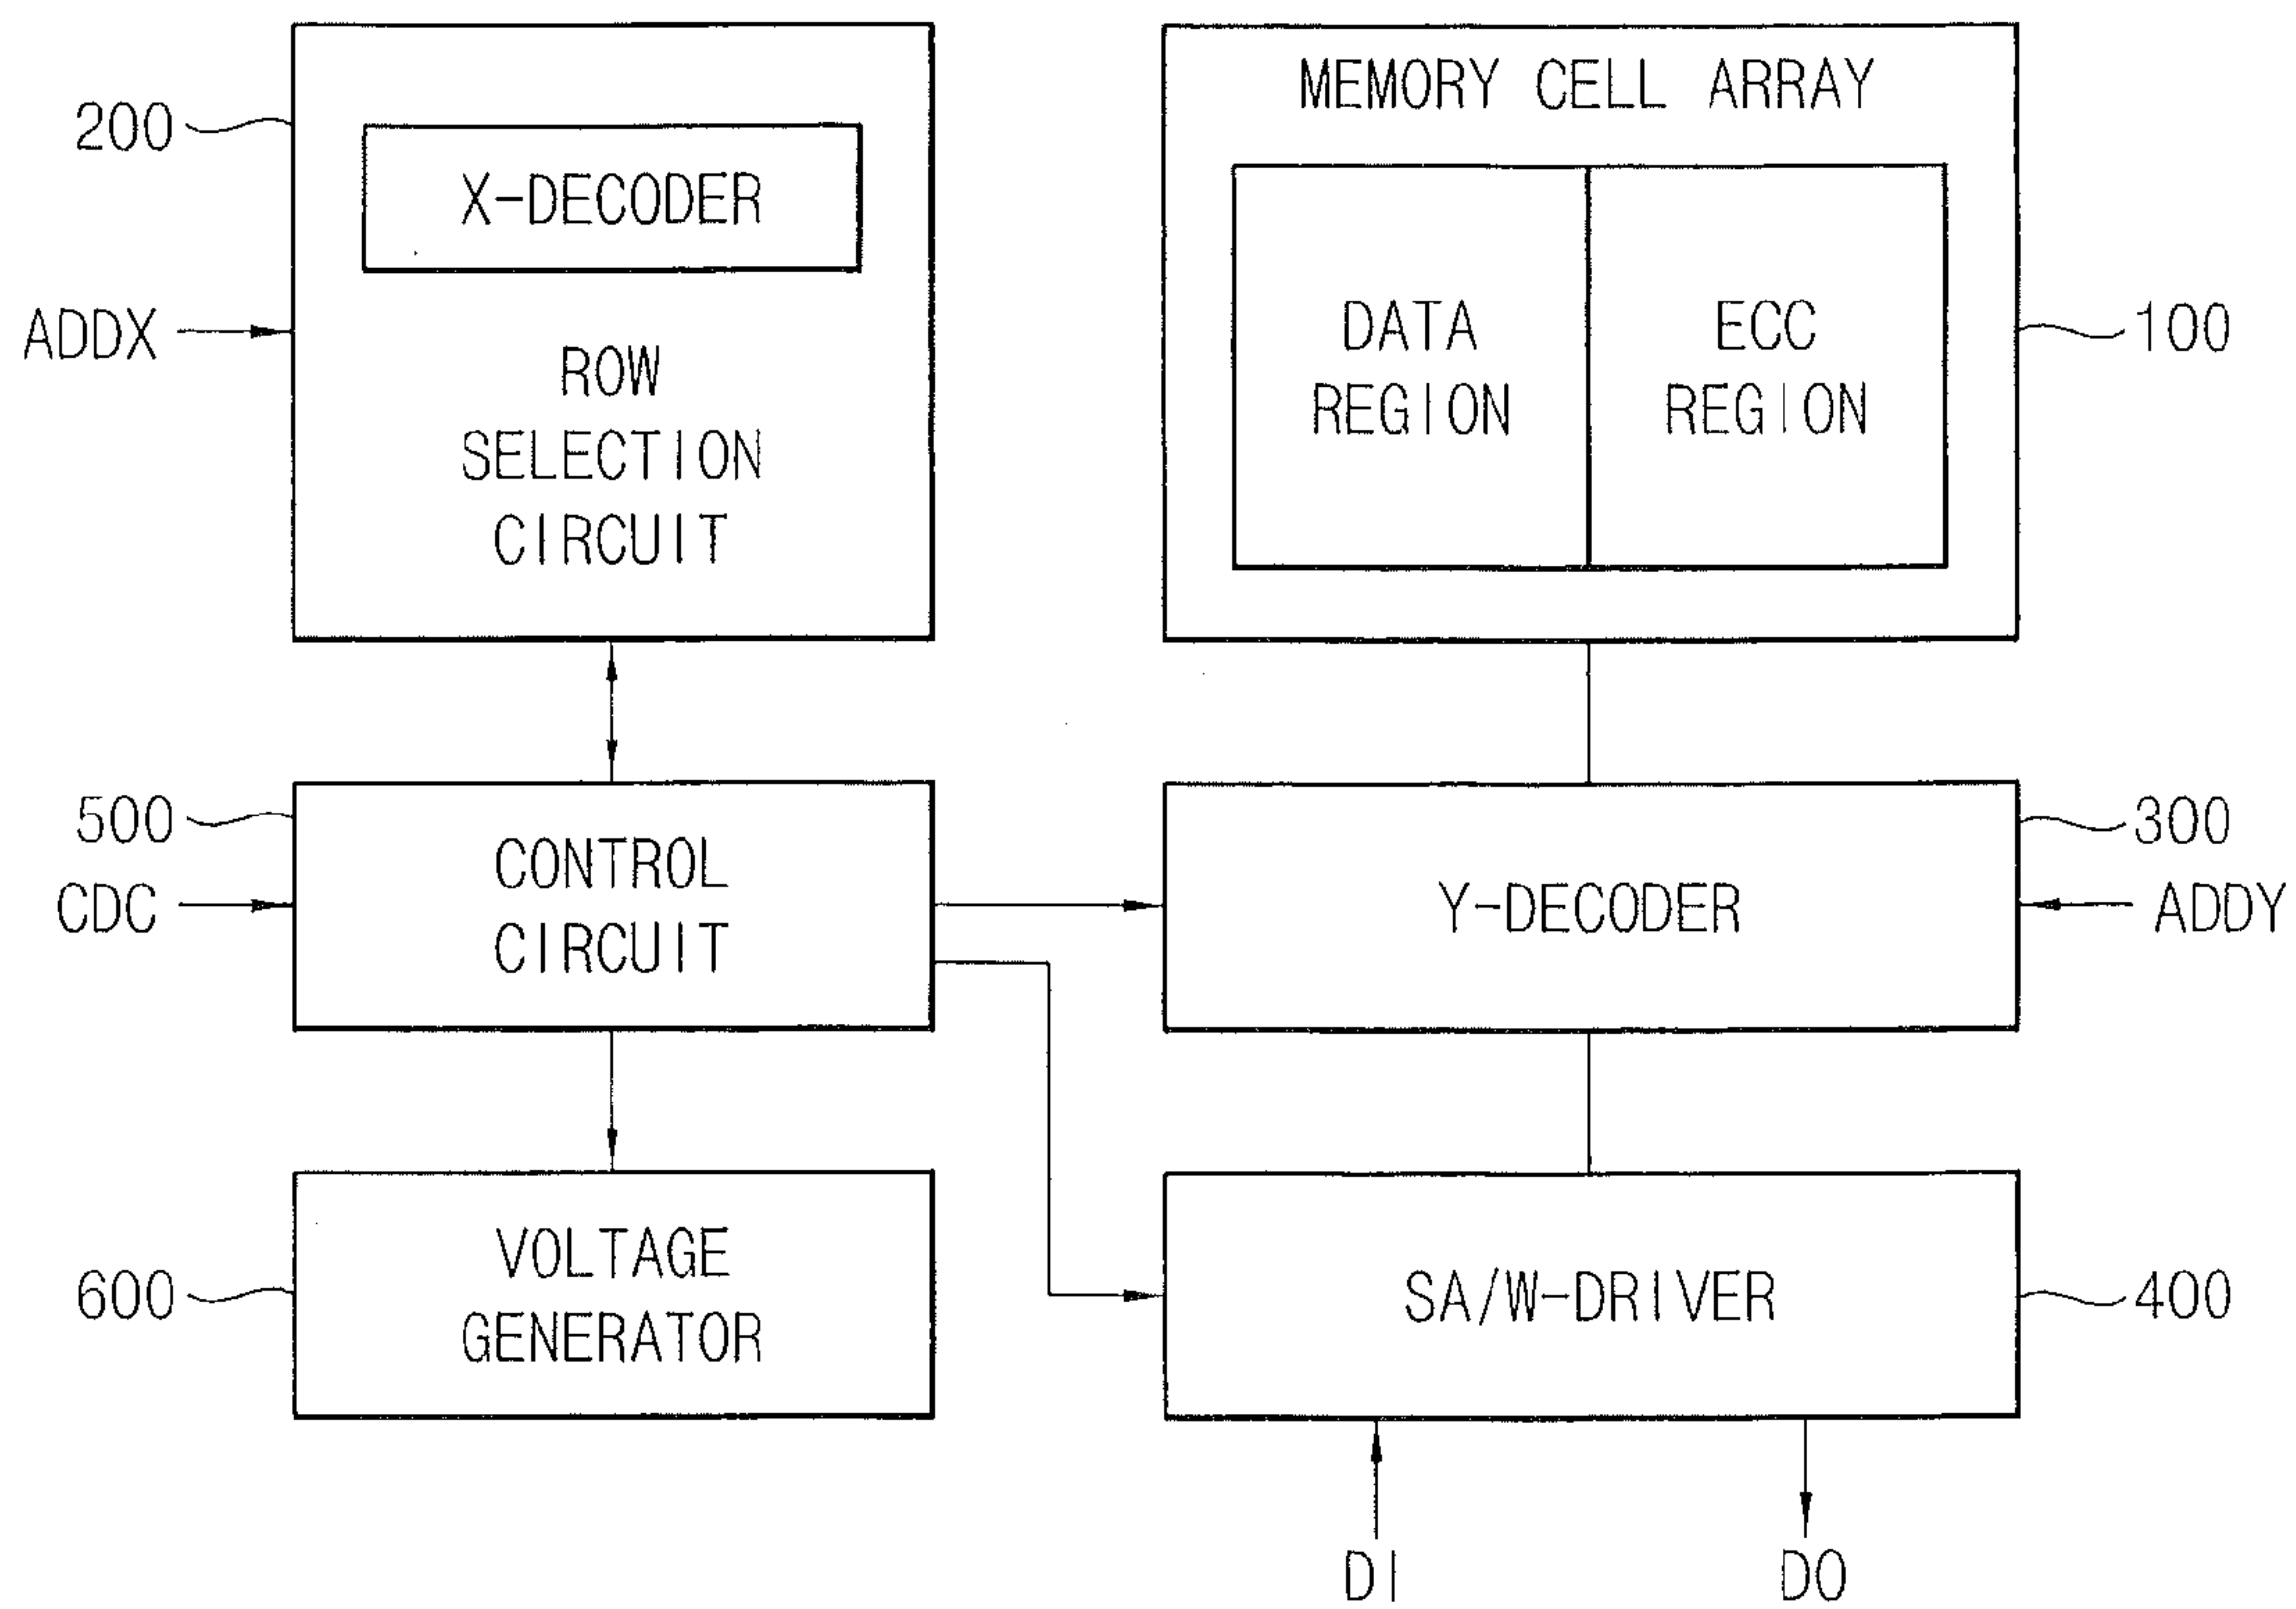 200
X-DECODER
ADDX
ROW
SELECTION
CIRCUIT
MEMORY CELL ARRAY
DATA
REGION
ECC
REGION
100
500
CDC
CONTROL
CIRCUIT
300
Y-DECODER
ADDY
600
VOLTAGE
GENERATOR
SA/W-DRIVER
400
DI
DO